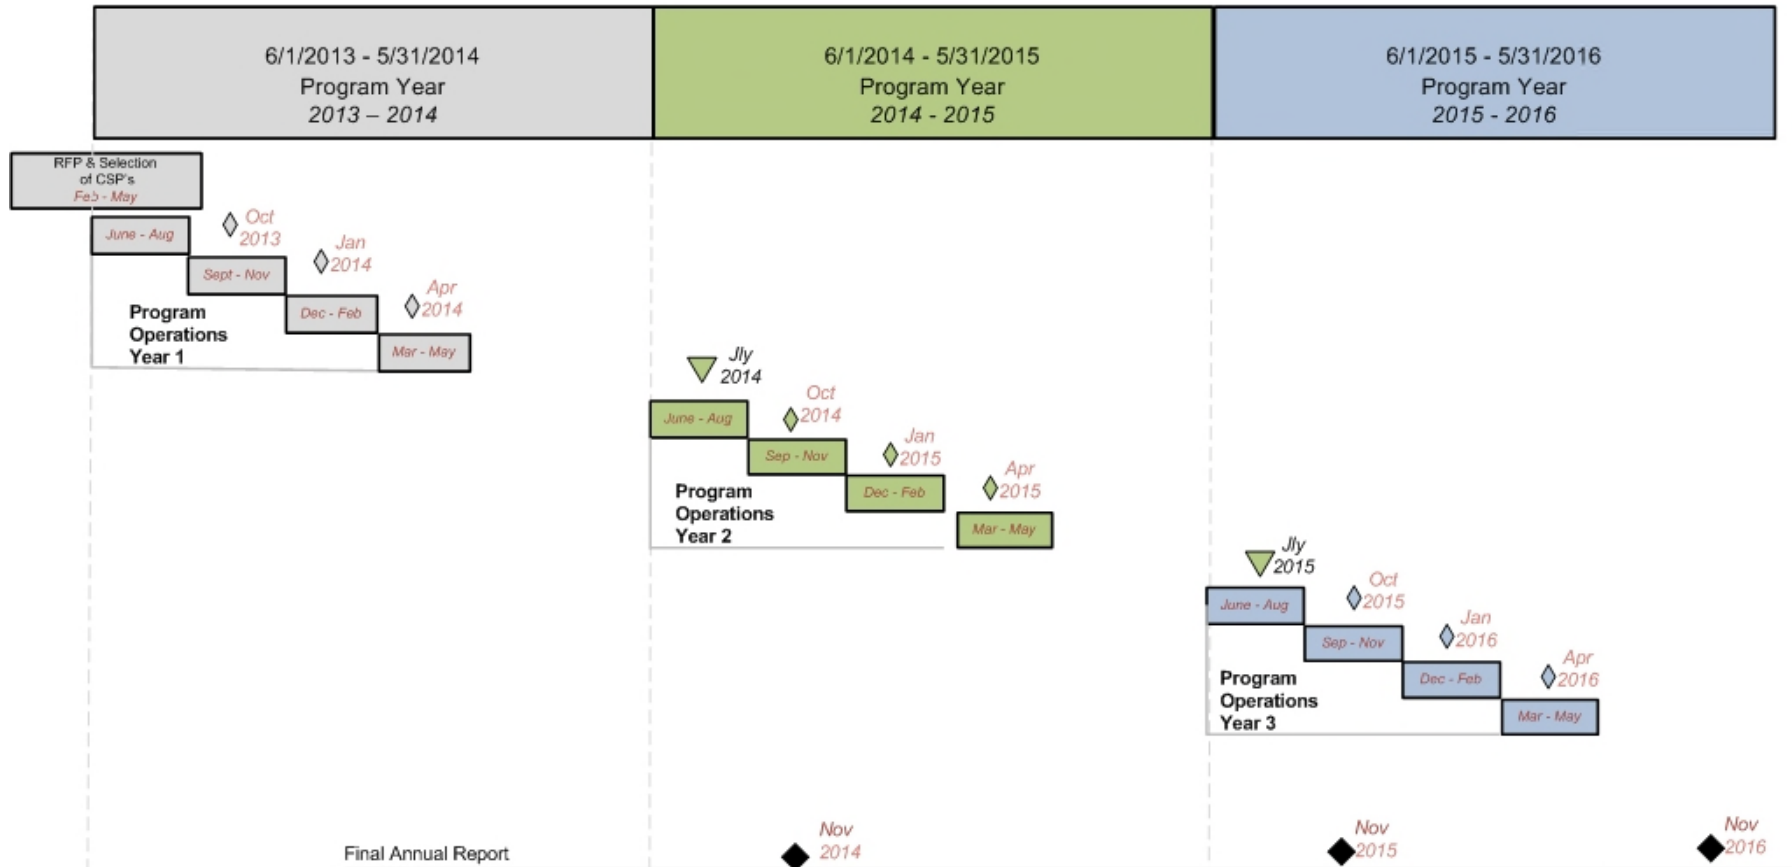 6/1/2013 - 5/31/2014
Program Year
2013 – 2014
6/1/2014 - 5/31/2015
Program Year
2014 - 2015
6/1/2015 - 5/31/2016
Program Year
2015 - 2016
RFP & Selection
of CSP's
Feb - May
June - Aug
Oct
2013
Sept - Nov
Jan
2014
Dec - Feb
Apr
2014
Mar - May
Program
Operations
Year 1
Jly
2014
June - Aug
Oct
2014
Sep - Nov
Jan
2015
Dec - Feb
Apr
2015
Mar - May
Program
Operations
Year 2
Jly
2015
June - Aug
Oct
2015
Sep - Nov
Jan
2016
Dec - Feb
Apr
2016
Mar - May
Program
Operations
Year 3
Final Annual Report
Nov
2014
Nov
2015
Nov
2016